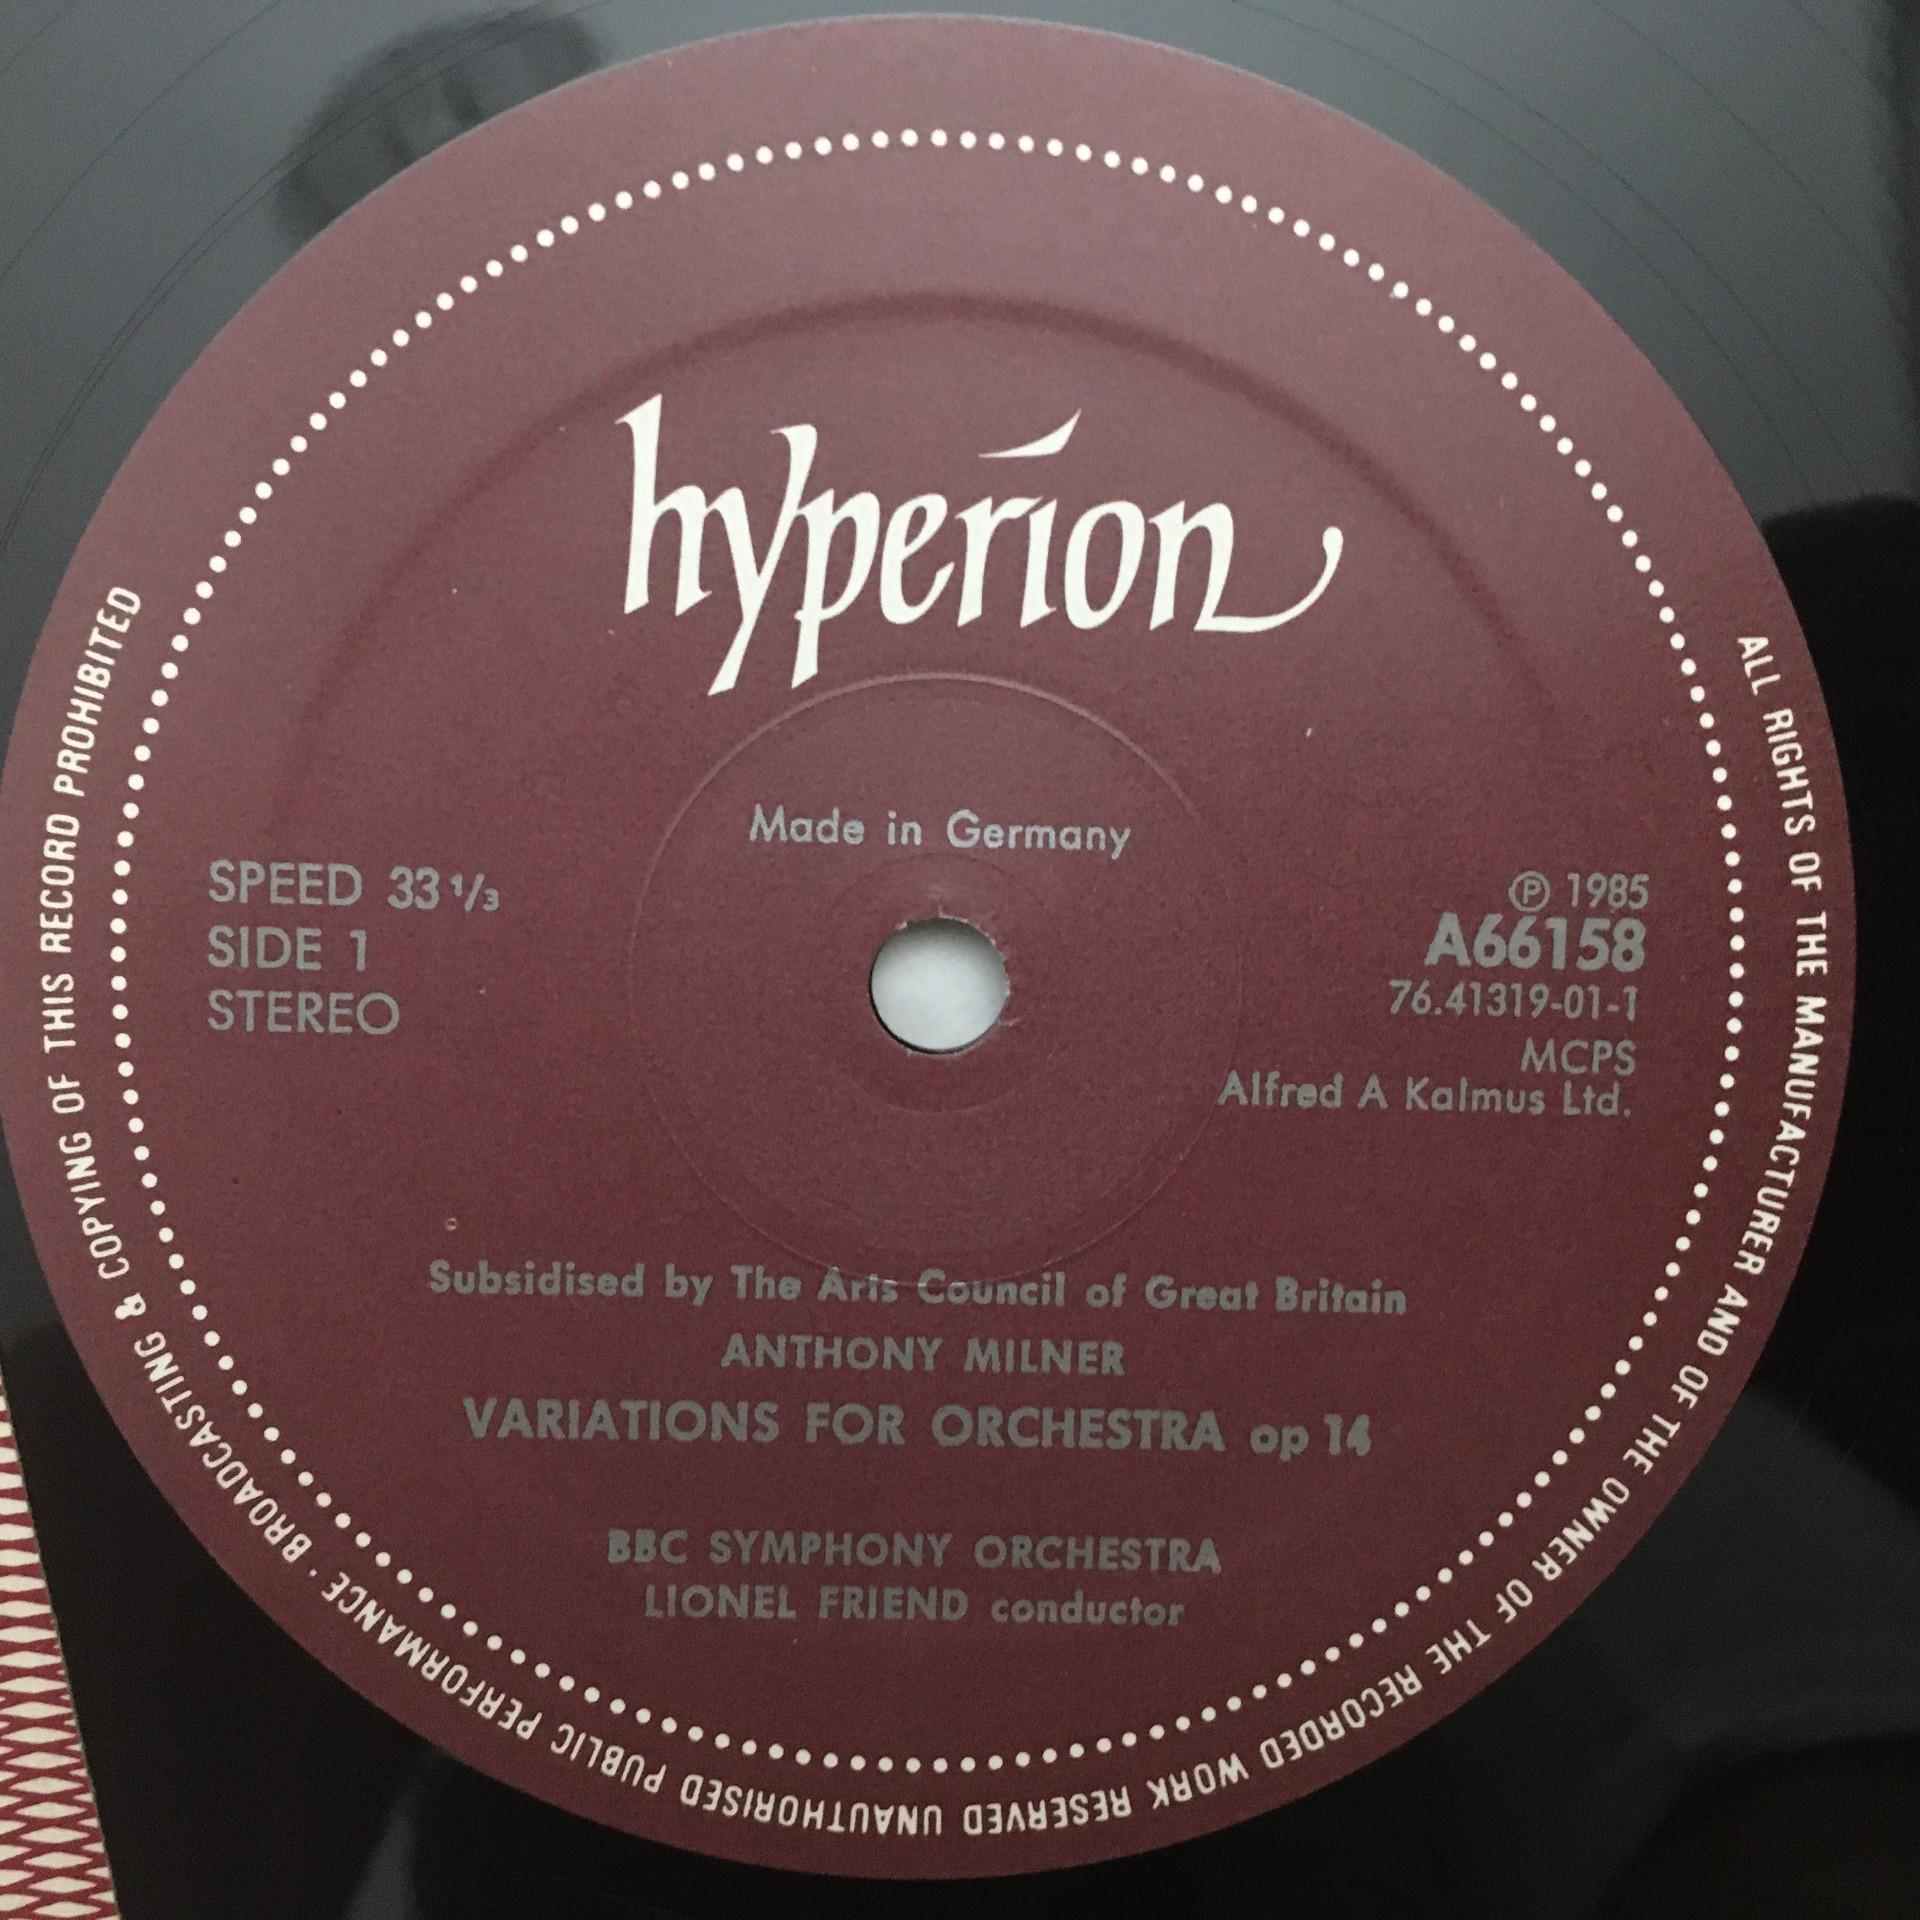 hyperion
Made in Germany
SPEED 33 1/3
SIDE 1
STEREO
℗ 1985
A66158
76.41319-01-1
MCPS
Alfred A Kalmus Ltd.
Subsidised by The Arts Council of Great Britain
ANTHONY MILNER
VARIATIONS FOR ORCHESTRA op 14
BBC SYMPHONY ORCHESTRA
LIONEL FRIEND conductor
ALL RIGHTS OF THE MANUFACTURER AND OF THE OWNER OF THE RECORDED WORK RESERVED UNAUTHORISED PUBLIC PERFORMANCE · BROADCASTING & COPYING OF THIS RECORD PROHIBITED